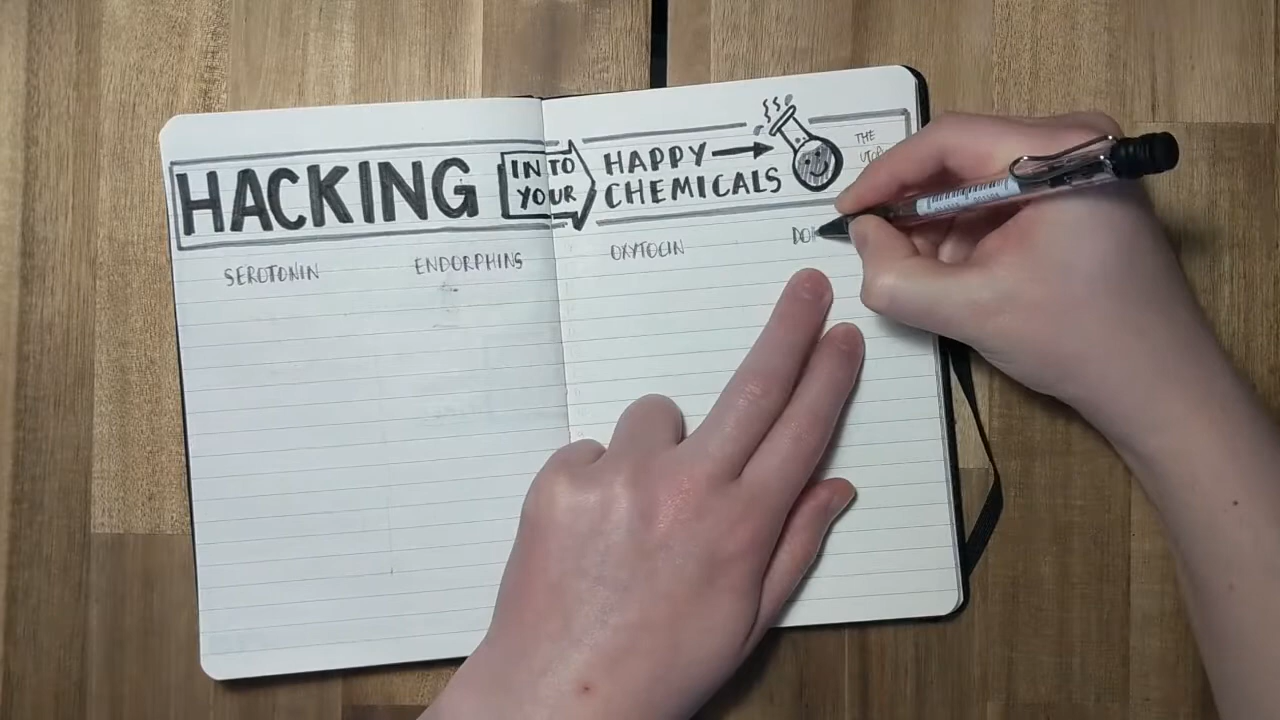 HACKING
INTO
YOUR
HAPPY
CHEMICALS
THE
SEROTONIN
ENDORPHINS
OXYTOCIN